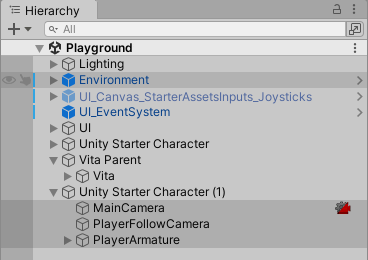 Hierarchy
All
Playground
Lighting
Environment
UI_Canvas_StarterAssetsInputs_Joysticks
UI_EventSystem
UI
Unity Starter Character
Vita Parent
Vita
Unity Starter Character (1)
MainCamera
PlayerFollowCamera
PlayerArmature